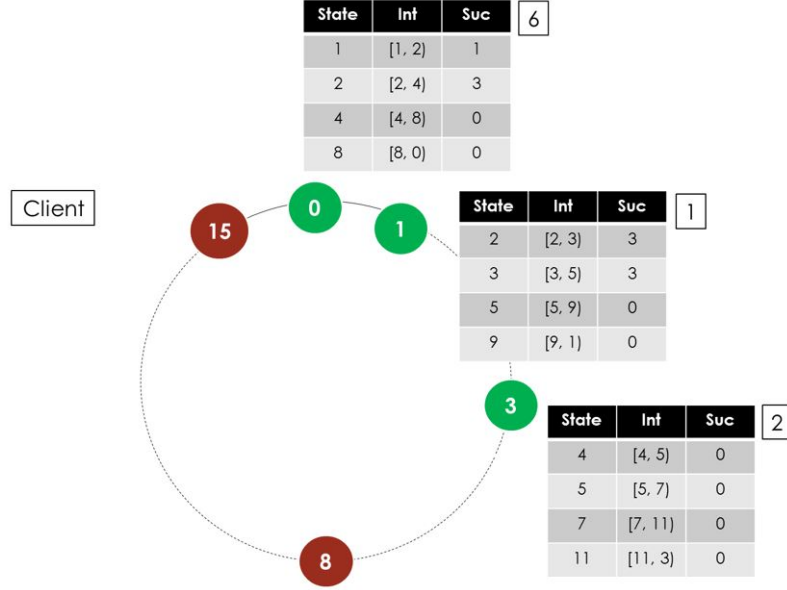 State Int Suc
6
1 [1, 2) 1
2 [2, 4) 3
4 [4, 8) 0
8 [8, 0) 0
Client
15
0
1
State Int Suc
1
2 [2, 3) 3
3 [3, 5) 3
5 [5, 9) 0
9 [9, 1) 0
3
State Int Suc
2
4 [4, 5) 0
5 [5, 7) 0
7 [7, 11) 0
11 [11, 3) 0
8